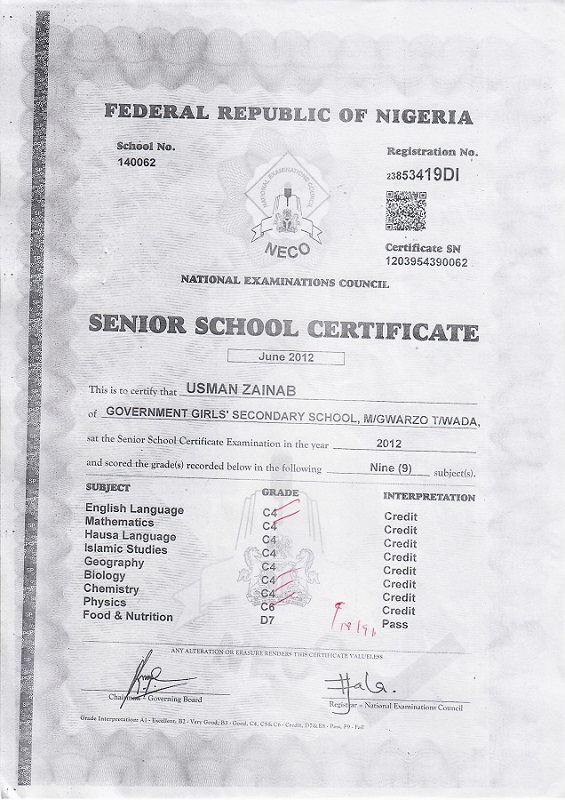 FEDERAL REPUBLIC OF NIGERIA
School No.
140062
Registration No.
23853419DI
NATIONAL EXAMINATIONS COUNCIL
NECO
Certificate SN
1203954390062
NATIONAL EXAMINATIONS COUNCIL
SENIOR SCHOOL CERTIFICATE
June 2012
This is to certify that USMAN ZAINAB
of GOVERNMENT GIRLS' SECONDARY SCHOOL, M/GWARZO T/WADA,
sat the Senior School Certificate Examination in the year 2012
and scored the grade(s) recorded below in the following Nine (9) subject(s).
SUBJECT GRADE INTERPRETATION
English Language C4 Credit
Mathematics C4 Credit
Hausa Language C4 Credit
Islamic Studies C4 Credit
Geography C4 Credit
Biology C4 Credit
Chemistry C4 Credit
Physics C6 Credit
Food & Nutrition D7 Pass
ANY ALTERATION OR ERASURE RENDERS THIS CERTIFICATE VALUELESS
Chairman - Governing Board
Registrar - National Examinations Council
Grade Interpretation: A1 - Excellent, B2 - Very Good, B3 - Good, C4, C5 & C6 - Credit, D7 & E8 - Pass, F9 - Fail